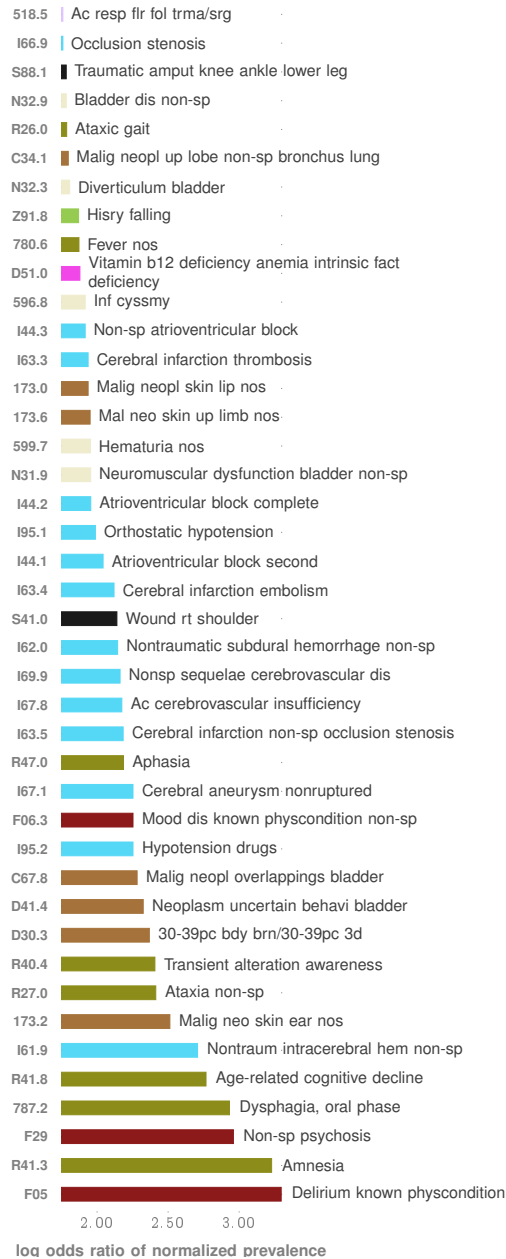 518.5 Ac resp flr fol trma/srg
I66.9 Occlusion stenosis
S88.1 Traumatic amput knee ankle lower leg
N32.9 Bladder dis non-sp
R26.0 Ataxic gait
C34.1 Malig neopl up lobe non-sp bronchus lung
N32.3 Diverticulum bladder
Z91.8 Hisry falling
780.6 Fever nos
D51.0 Vitamin b12 deficiency anemia intrinsic fact
deficiency
596.8 Inf cyssmy
I44.3 Non-sp atrioventricular block
I63.3 Cerebral infarction thrombosis
173.0 Malig neopl skin lip nos
173.6 Mal neo skin up limb nos
599.7 Hematuria nos
N31.9 Neuromuscular dysfunction bladder non-sp
I44.2 Atrioventricular block complete
I95.1 Orthostatic hypotension
I44.1 Atrioventricular block second
I63.4 Cerebral infarction embolism
S41.0 Wound rt shoulder
I62.0 Nontraumatic subdural hemorrhage non-sp
I69.9 Nonsp sequelae cerebrovascular dis
I67.8 Ac cerebrovascular insufficiency
I63.5 Cerebral infarction non-sp occlusion stenosis
R47.0 Aphasia
I67.1 Cerebral aneurysm nonruptured
F06.3 Mood dis known physcondition non-sp
I95.2 Hypotension drugs
C67.8 Malig neopl overlappings bladder
D41.4 Neoplasm uncertain behavi bladder
D30.3 30-39pc bdy brn/30-39pc 3d
R40.4 Transient alteration awareness
R27.0 Ataxia non-sp
173.2 Malig neo skin ear nos
I61.9 Nontraum intracerebral hem non-sp
R41.8 Age-related cognitive decline
787.2 Dysphagia, oral phase
F29 Non-sp psychosis
R41.3 Amnesia
F05 Delirium known physcondition
2.00 2.50 3.00
log odds ratio of normalized prevalence